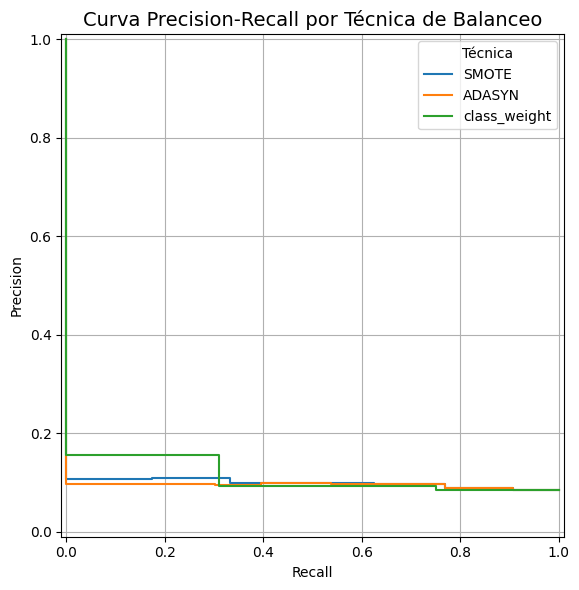 Curva Precision-Recall por Técnica de Balanceo
Técnica
SMOTE
ADASYN
class_weight
Precision
1.0
0.8
0.6
0.4
0.2
0.0
0.0 0.2 0.4 0.6 0.8 1.0
Recall